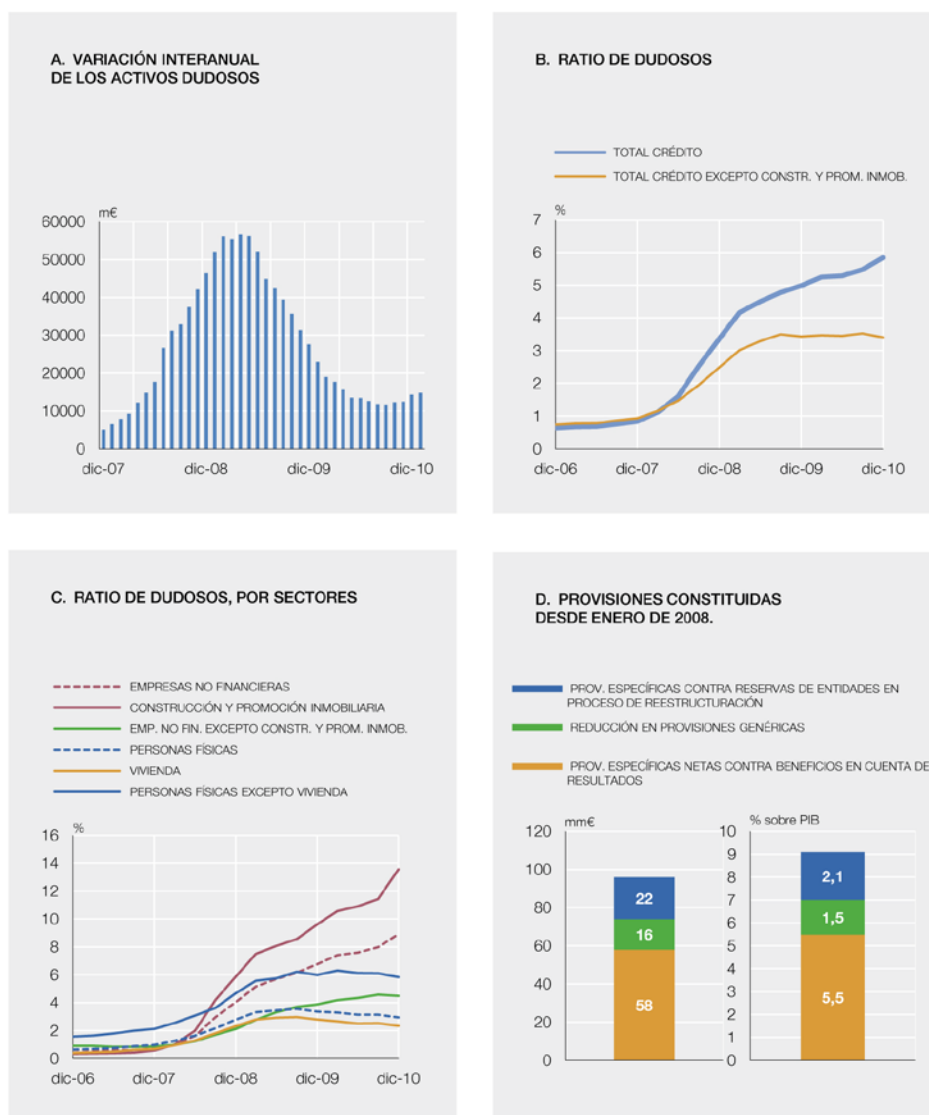 A. VARIACIÓN INTERANUAL
DE LOS ACTIVOS DUDOSOS
m€
60000
50000
40000
30000
20000
10000
0
dic-07
dic-08
dic-09
dic-10
B. RATIO DE DUDOSOS
TOTAL CRÉDITO
TOTAL CRÉDITO EXCEPTO CONSTR. Y PROM. INMOB.
%
7
6
5
4
3
2
1
0
dic-06
dic-07
dic-08
dic-09
dic-10
C. RATIO DE DUDOSOS, POR SECTORES
EMPRESAS NO FINANCIERAS
CONSTRUCCIÓN Y PROMOCIÓN INMOBILIARIA
EMP. NO FIN. EXCEPTO CONSTR. Y PROM. INMOB.
PERSONAS FÍSICAS
VIVIENDA
PERSONAS FÍSICAS EXCEPTO VIVIENDA
%
16
14
12
10
8
6
4
2
0
dic-06
dic-07
dic-08
dic-09
dic-10
D. PROVISIONES CONSTITUIDAS
DESDE ENERO DE 2008.
PROV. ESPECÍFICAS CONTRA RESERVAS DE ENTIDADES EN
PROCESO DE REESTRUCTURACIÓN
REDUCCIÓN EN PROVISIONES GENÉRICAS
PROV. ESPECÍFICAS NETAS CONTRA BENEFICIOS EN CUENTA DE
RESULTADOS
mm€
120
100
80
60
40
20
0
22
16
58
% sobre PIB
10
9
8
7
6
5
4
3
2
1
0
2,1
1,5
5,5